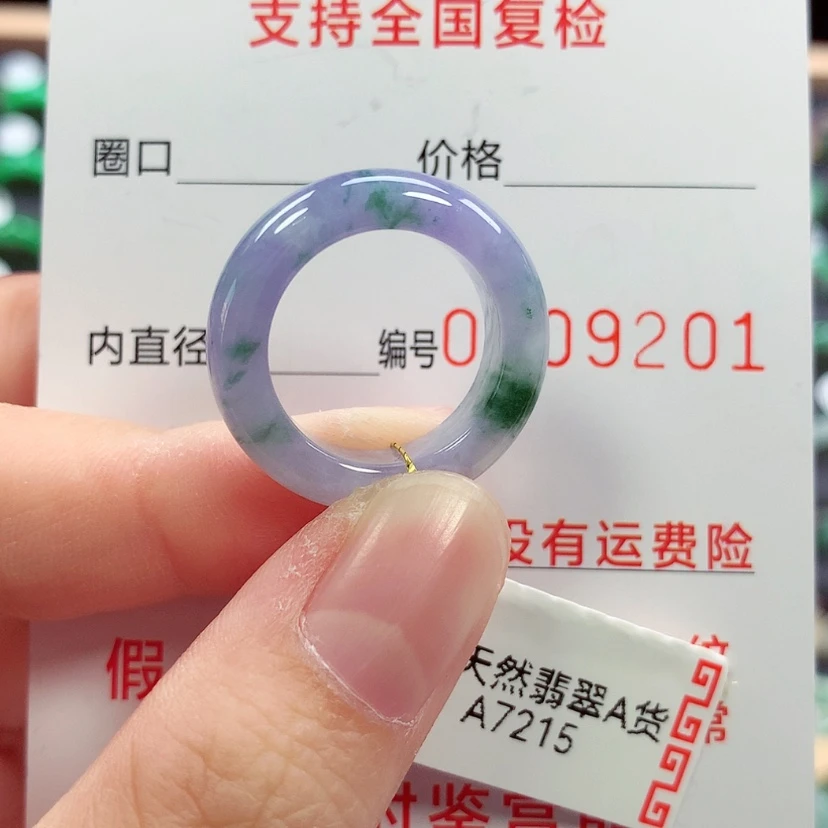 支持全国复检
圈口 价格
内直径 编号0 09201
没有运费险
假
天然翡翠A货
A7215